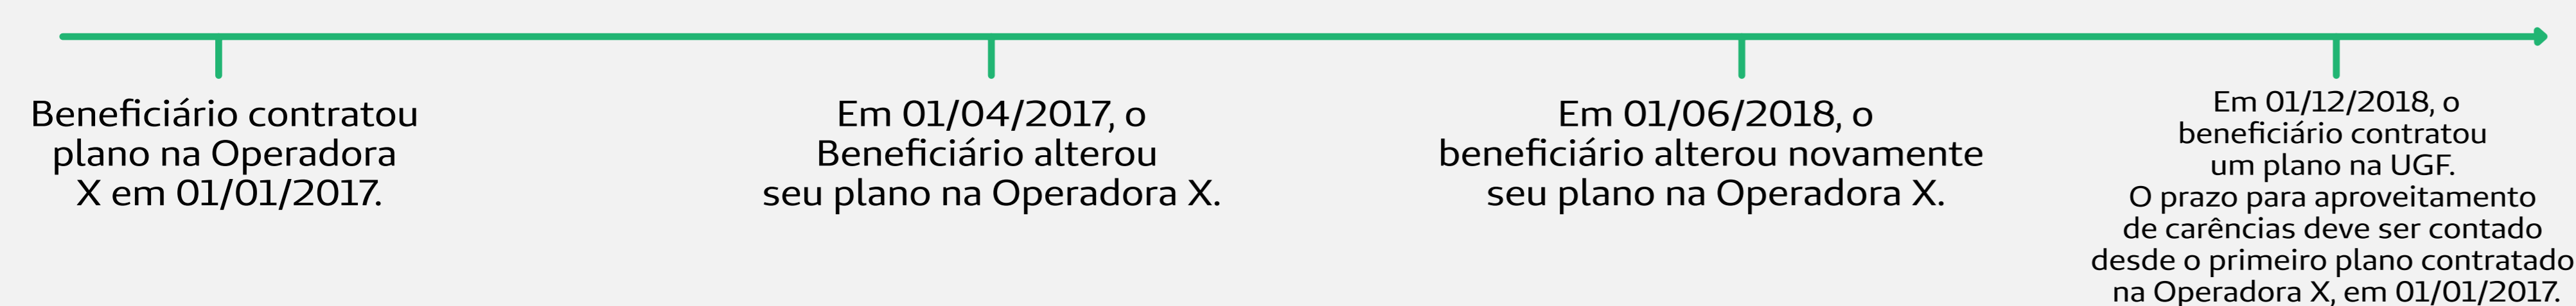 Beneficiário contratou
plano na Operadora
X em 01/01/2017.
Em 01/04/2017, o
Beneficiário alterou
seu plano na Operadora X.
Em 01/06/2018, o
beneficiário alterou novamente
seu plano na Operadora X.
Em 01/12/2018, o
beneficiário contratou
um plano na UGF.
O prazo para aproveitamento
de carências deve ser contado
desde o primeiro plano contratado
na Operadora X, em 01/01/2017.